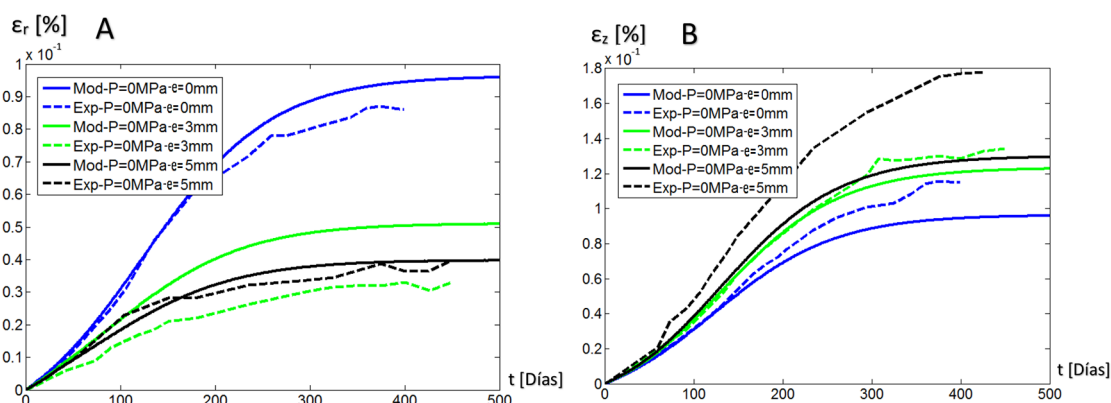 εr [%] A
x 10-1
1
0.9
0.8
0.7
0.6
0.5
0.4
0.3
0.2
0.1
0
Mod-P=0MPa-e=0mm
Exp-P=0MPa-e=0mm
Mod-P=0MPa-e=3mm
Exp-P=0MPa-e=3mm
Mod-P=0MPa-e=5mm
Exp-P=0MPa-e=5mm
0 100 200 300 400 500
t [Días]
εz [%] B
x 10-1
1.8
1.6
1.4
1.2
1
0.8
0.6
0.4
0.2
0
Mod-P=0MPa-e=0mm
Exp-P=0MPa-e=0mm
Mod-P=0MPa-e=3mm
Exp-P=0MPa-e=3mm
Mod-P=0MPa-e=5mm
Exp-P=0MPa-e=5mm
0 100 200 300 400 500
t [Días]